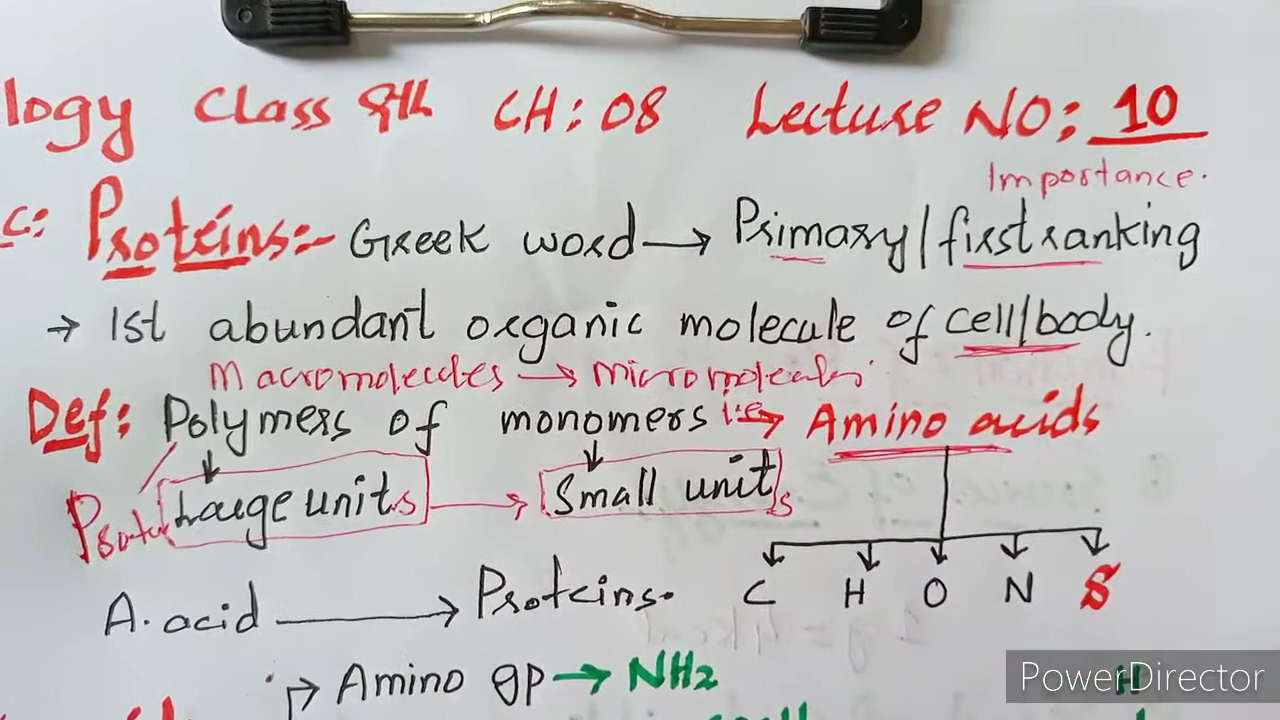 logy Class 9th CH: 08 Lecture NO: 10
Importance.
C: Proteins:- Greek word → Primary/first ranking
→ 1st abundant organic molecule of cell/body.
Macromolecules → micromolecules
Def: Polymers of monomers i.e → Amino acids
Large units → Small units
C H O N S
A. acid → Proteins.
→ Amino gp → NH2
H
PowerDirector